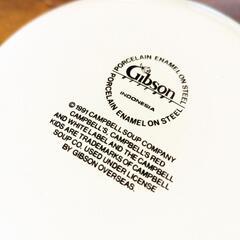 PORCELAIN ENAMEL ON STEEL
Gibson
INDONESIA
PORCELAIN ENAMEL ON STEEL
© 1991 CAMPBELL SOUP COMPANY
CAMPBELL'S, CAMPBELL'S RED
AND WHITE LABEL AND THE CAMPBELL
KIDS ARE TRADEMARKS OF CAMPBELL
SOUP CO. USED UNDER LICENSE
BY GIBSON OVERSEAS.